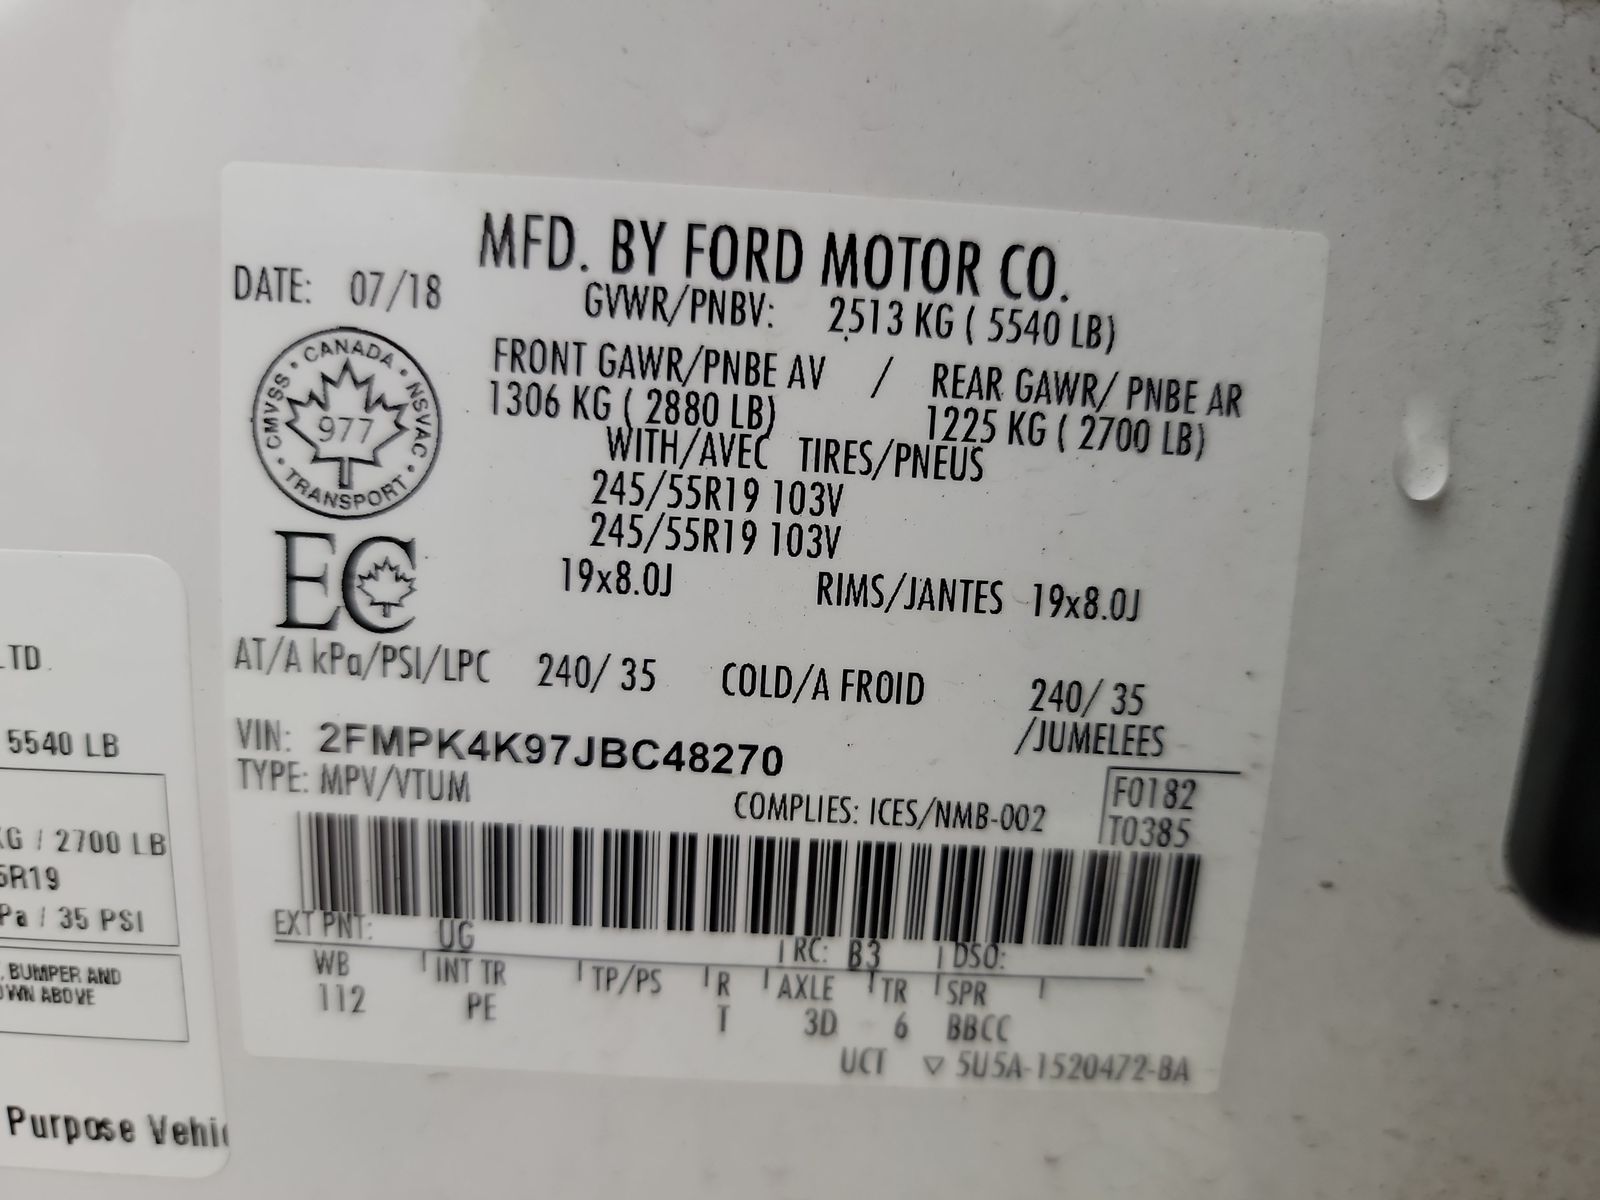 MFD. BY FORD MOTOR CO.
DATE: 07/18
GVWR/PNBV: 2513 KG ( 5540 LB)
FRONT GAWR/PNBE AV / REAR GAWR/ PNBE AR
1306 KG ( 2880 LB) 1225 KG ( 2700 LB)
WITH/AVEC TIRES/PNEUS
245/55R19 103V
245/55R19 103V
19x8.0J RIMS/JANTES 19x8.0J
CANADA
CMVSS · NSVAC
977
TRANSPORT
EC
AT/A kPa/PSI/LPC 240/ 35 COLD/A FROID 240/ 35
/JUMELEES
VIN: 2FMPK4K97JBC48270
TYPE: MPV/VTUM
COMPLIES: ICES/NMB-002
F0182
T0385
EXT PNT: UG RC: B3 DSO:
WB INT TR TP/PS R AXLE TR SPR
112 PE T 3D 6 BBCC
UCT ▽ 5U5A-1520472-BA
LTD.
5540 LB
KG / 2700 LB
5R19
Pa / 35 PSI
, BUMPER AND
OWN ABOVE
Purpose Vehic